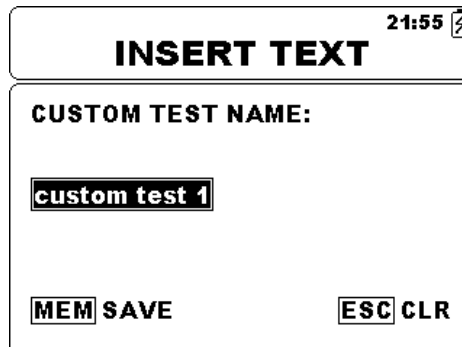 21:55
INSERT TEXT
CUSTOM TEST NAME:
custom test 1
MEM SAVE ESC CLR